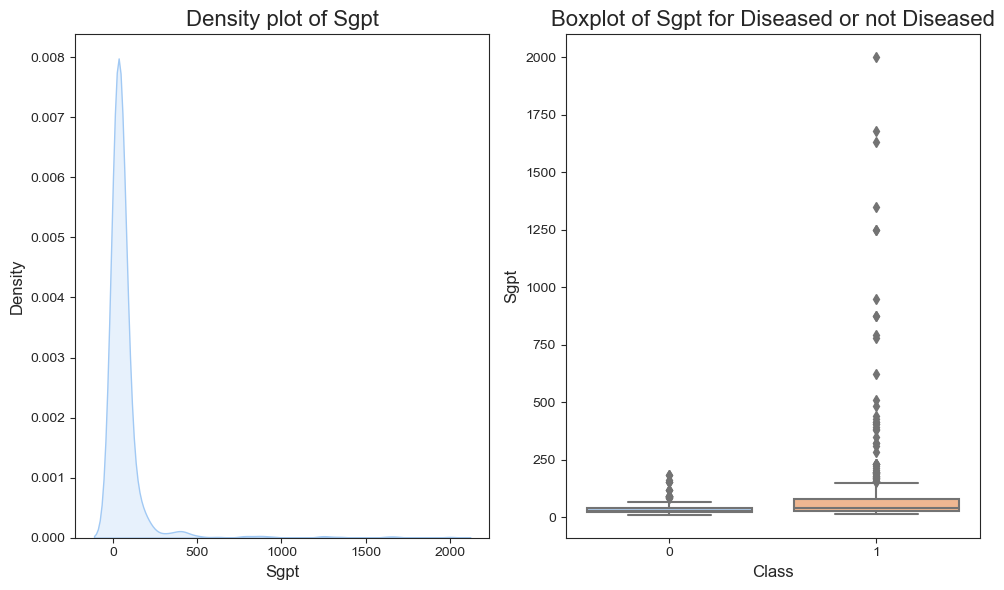 Density plot of Sgpt
0.008
0.007
0.006
0.005
0.004
0.003
0.002
0.001
0.000
Density
0 500 1000 1500 2000
Sgpt
Boxplot of Sgpt for Diseased or not Diseased
2000
1750
1500
1250
1000
750
500
250
0
Sgpt
0 1
Class